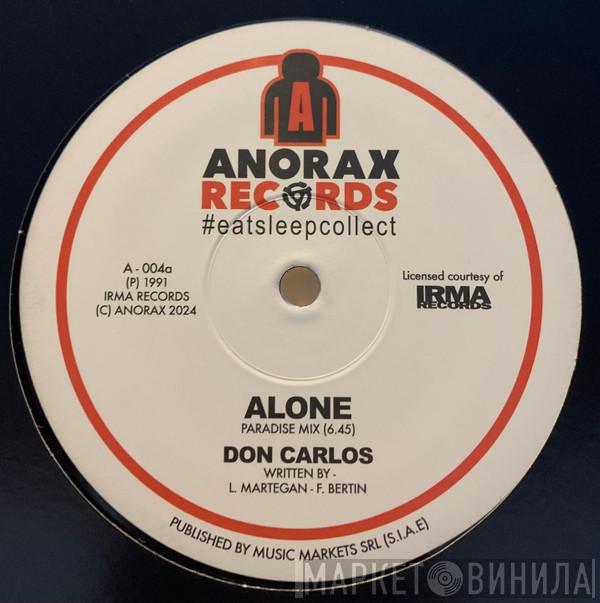 A
ANORAX
RECORDS
#eatsleepcollect
A - 004a
(P) 1991
IRMA RECORDS
(C) ANORAX 2024
Licensed courtesy of
IRMA
RECORDS
ALONE
PARADISE MIX (6.45)
DON CARLOS
WRITTEN BY -
L. MARTEGAN - F. BERTIN
PUBLISHED BY MUSIC MARKETS SRL (S.I.A.E)
МАРКЕТ ВИНИЛА